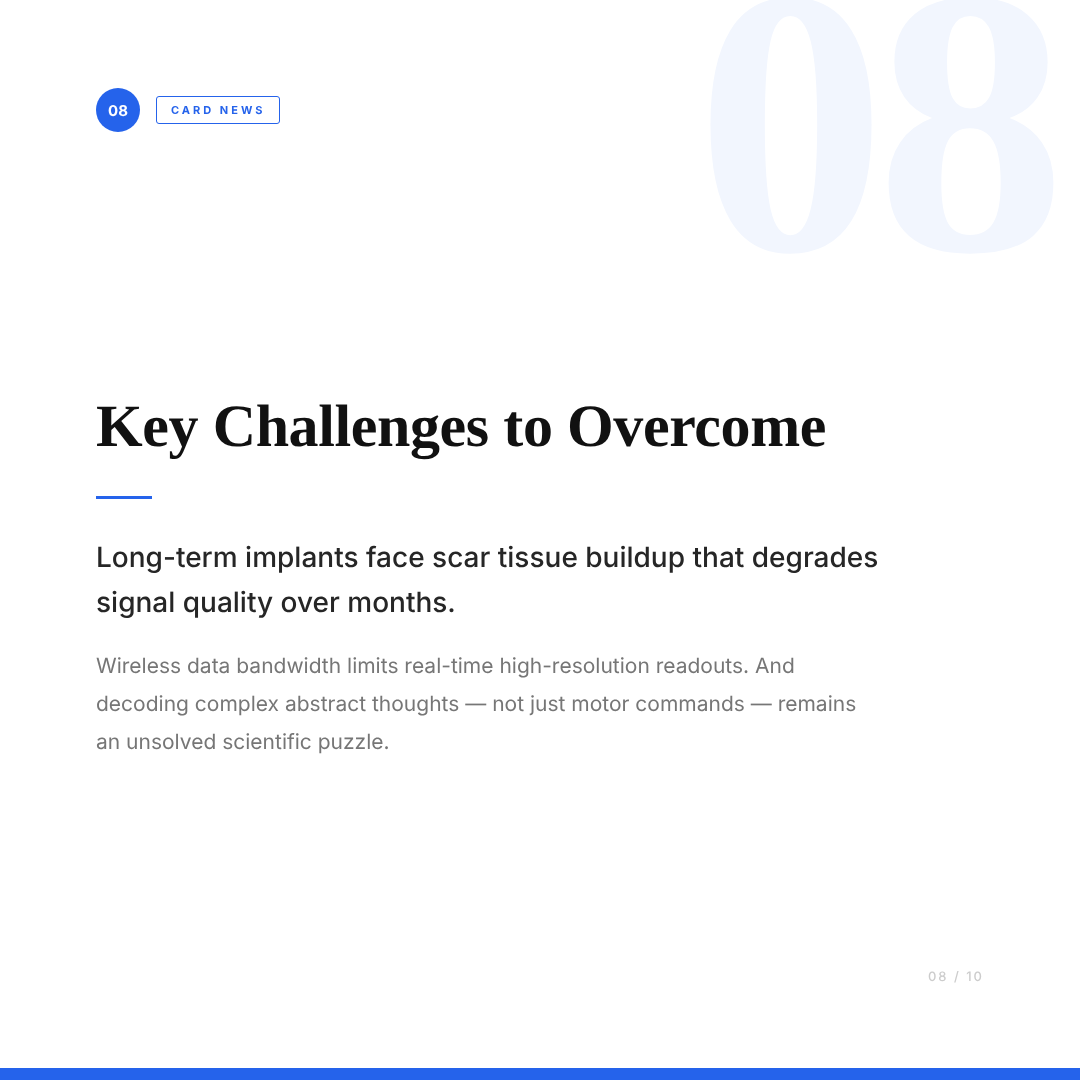 08
08
CARD NEWS
Key Challenges to Overcome
Long-term implants face scar tissue buildup that degrades
signal quality over months.
Wireless data bandwidth limits real-time high-resolution readouts. And
decoding complex abstract thoughts — not just motor commands — remains
an unsolved scientific puzzle.
08 / 10